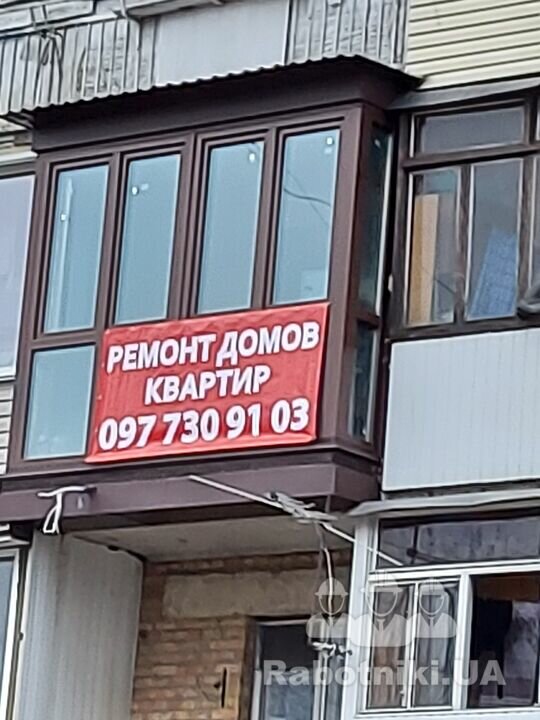 РЕМОНТ ДОМОВ
КВАРТИР
097 730 91 03
Rabotniki.UA